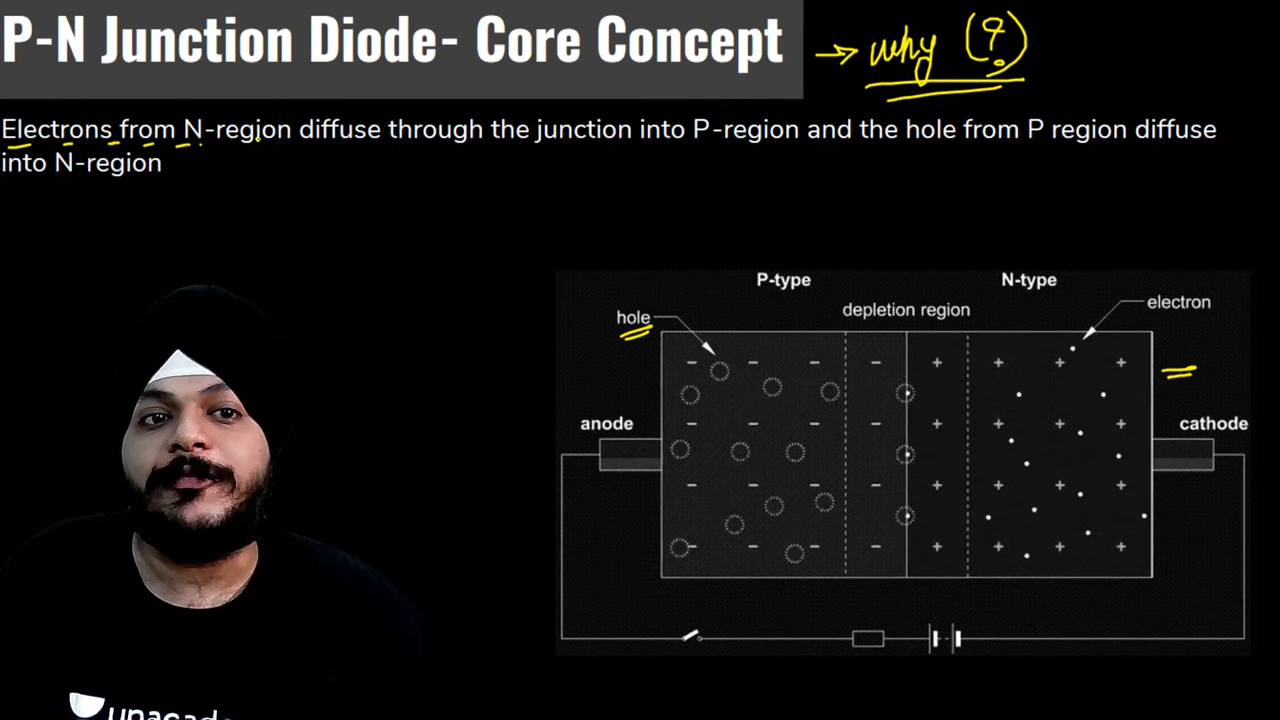 P-N Junction Diode- Core Concept
→ why (?)
Electrons from N-region diffuse through the junction into P-region and the hole from P region diffuse
into N-region
P-type
N-type
hole
depletion region
electron
anode
cathode